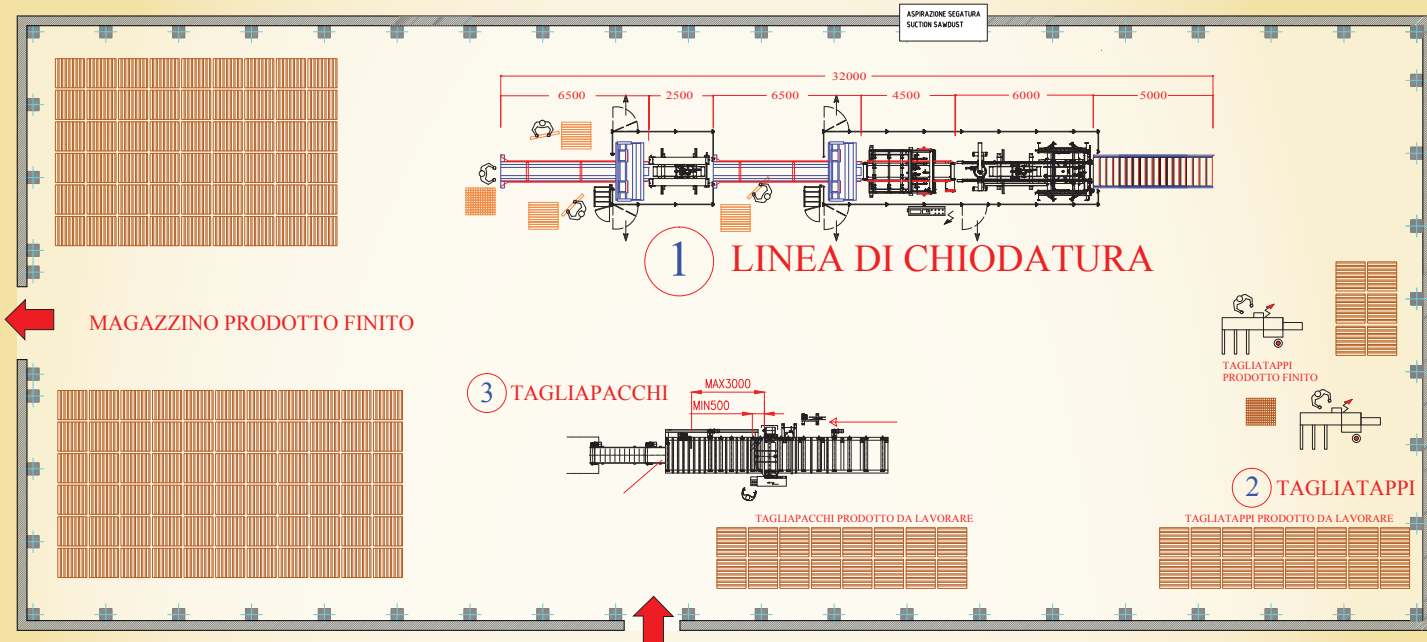 ASPIRAZIONE SEGATURA
SUCTION SAWDUST
32000
6500 2500 6500 4500 6000 5000
1 LINEA DI CHIODATURA
MAGAZZINO PRODOTTO FINITO
TAGLIATAPPI
PRODOTTO FINITO
3 TAGLIAPACCHI
MAX3000
MIN500
2 TAGLIATAPPI
TAGLIAPACCHI PRODOTTO DA LAVORARE
TAGLIATAPPI PRODOTTO DA LAVORARE